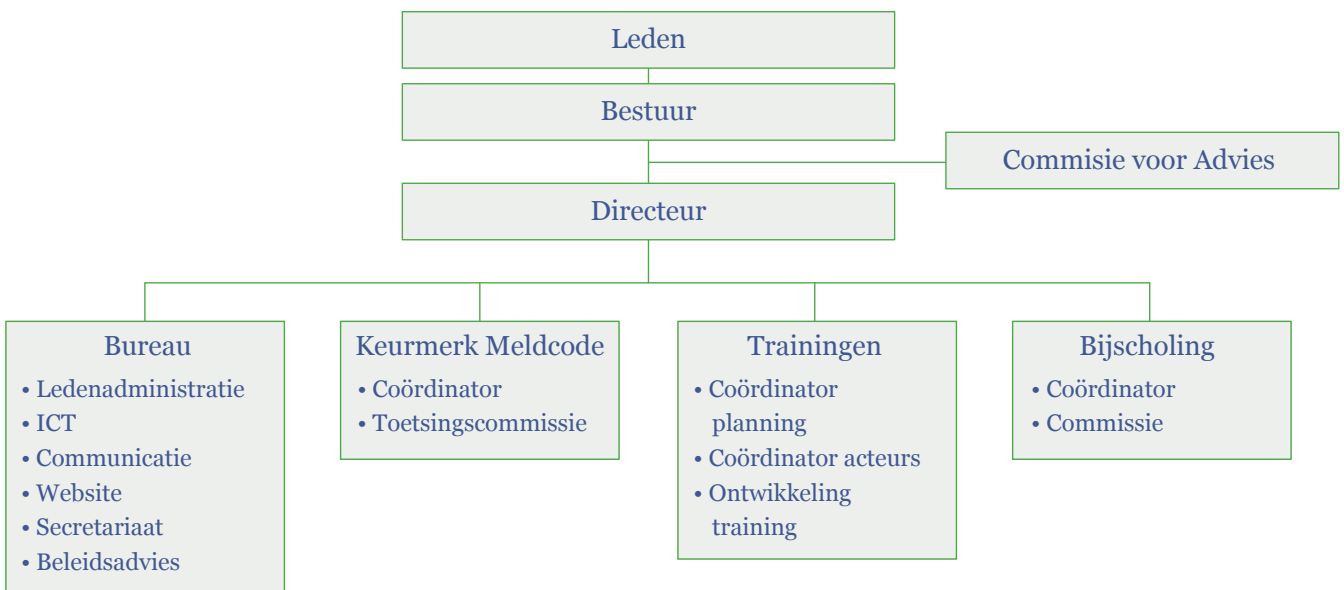 Leden
Bestuur
Commisie voor Advies
Directeur
Bureau
• Ledenadministratie
• ICT
• Communicatie
• Website
• Secretariaat
• Beleidsadvies
Keurmerk Meldcode
• Coördinator
• Toetsingscommissie
Trainingen
• Coördinator
planning
• Coördinator acteurs
• Ontwikkeling
training
Bijscholing
• Coördinator
• Commissie